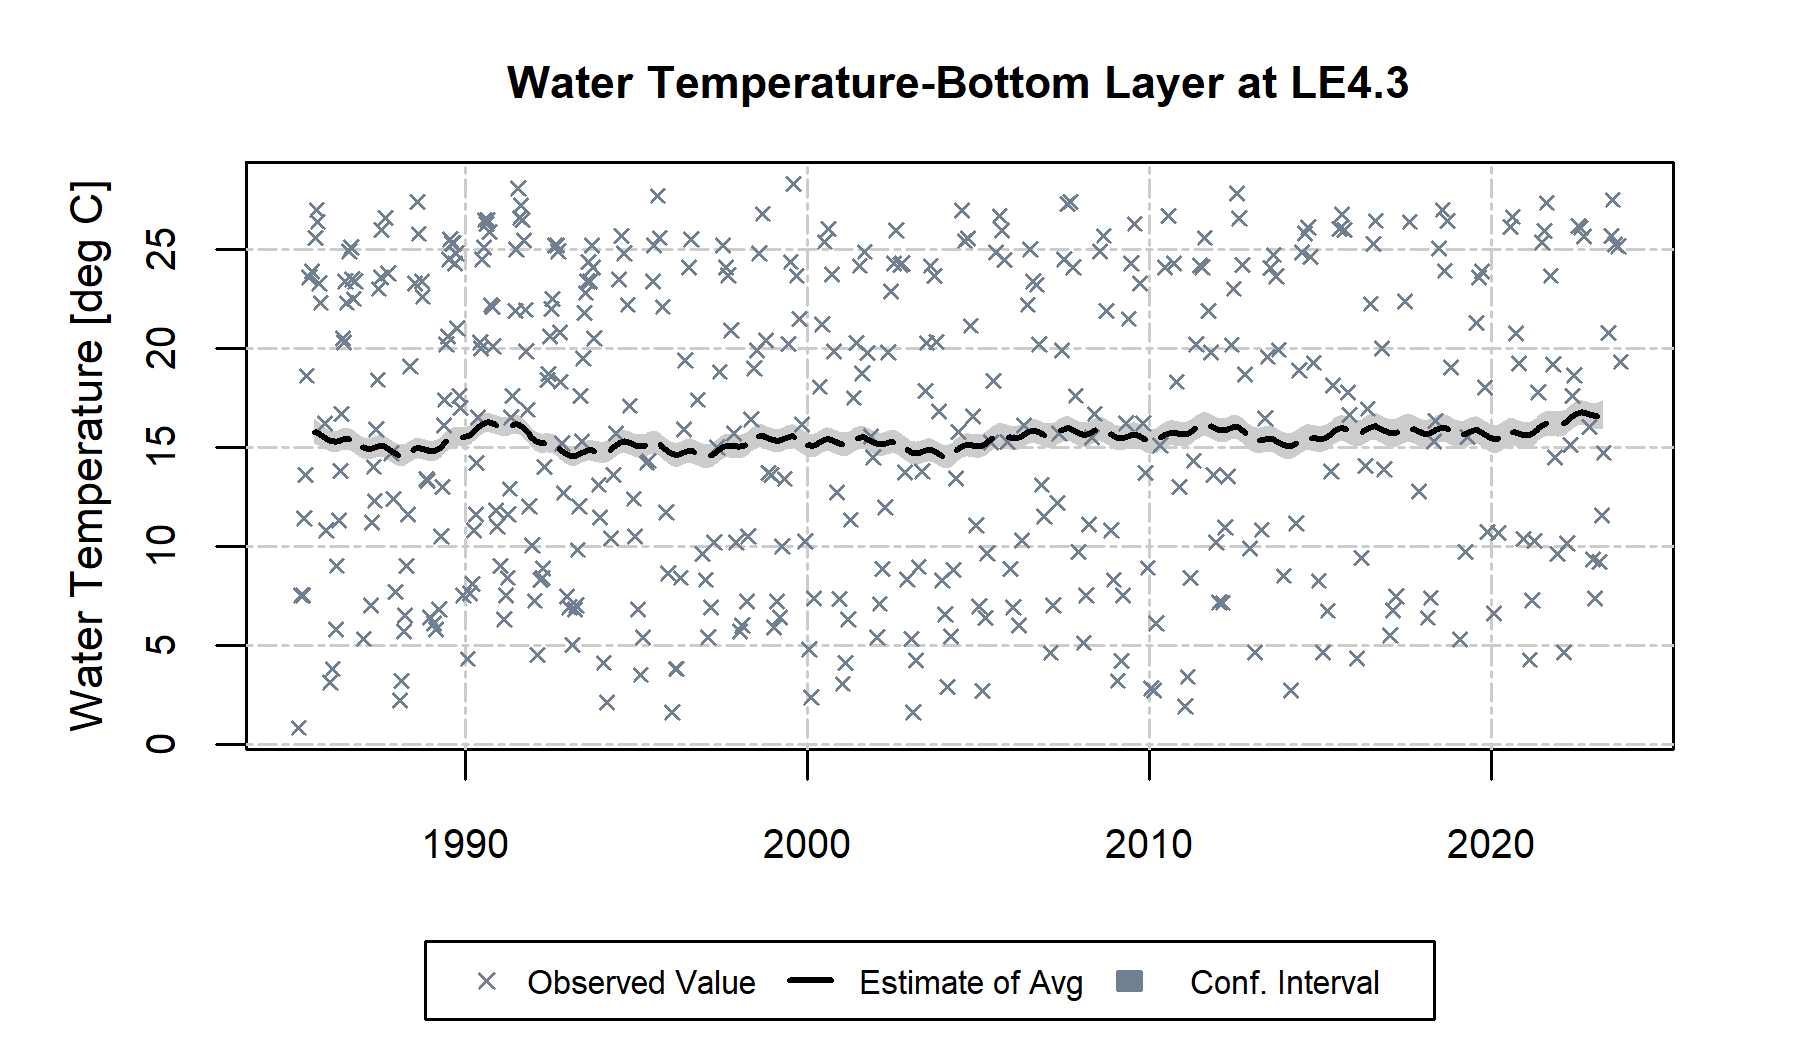 Water Temperature-Bottom Layer at LE4.3
Water Temperature [deg C]
25
20
15
10
5
0
1990 2000 2010 2020
Observed Value Estimate of Avg Conf. Interval